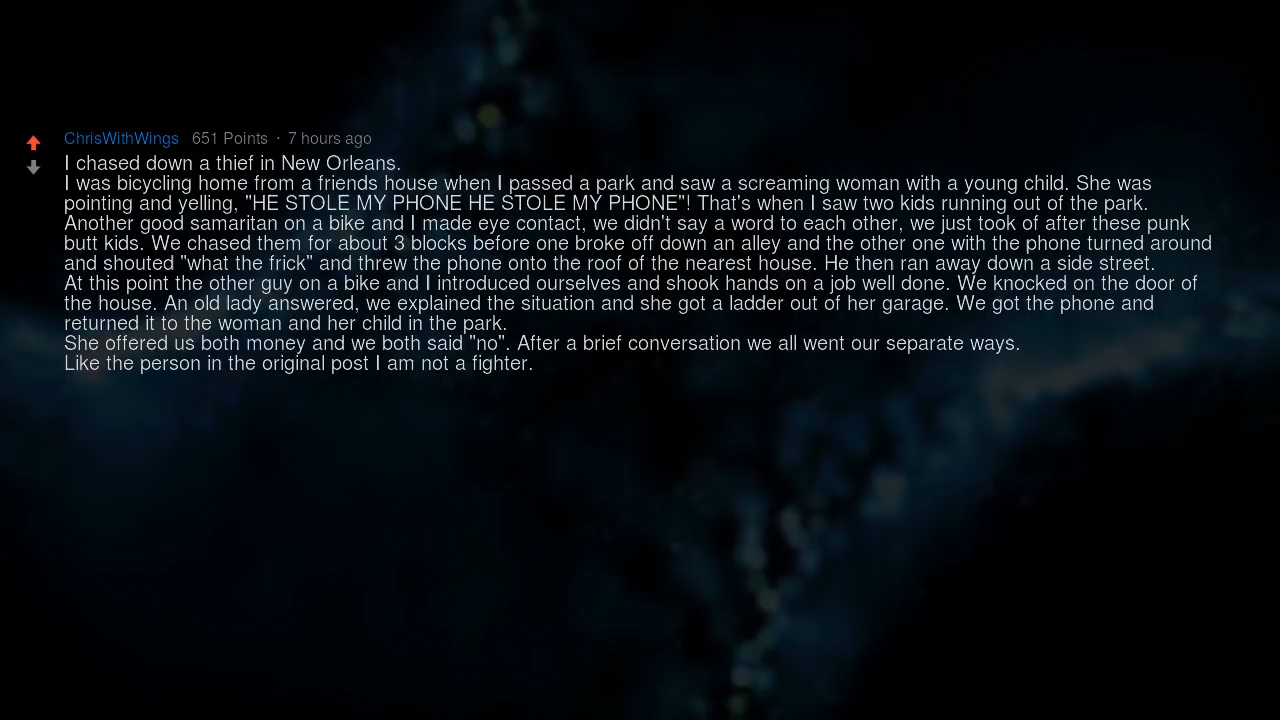 ChrisWithWings 651 Points · 7 hours ago
I chased down a thief in New Orleans.
I was bicycling home from a friends house when I passed a park and saw a screaming woman with a young child. She was
pointing and yelling, "HE STOLE MY PHONE HE STOLE MY PHONE"! That's when I saw two kids running out of the park.
Another good samaritan on a bike and I made eye contact, we didn't say a word to each other, we just took of after these punk
butt kids. We chased them for about 3 blocks before one broke off down an alley and the other one with the phone turned around
and shouted "what the frick" and threw the phone onto the roof of the nearest house. He then ran away down a side street.
At this point the other guy on a bike and I introduced ourselves and shook hands on a job well done. We knocked on the door of
the house. An old lady answered, we explained the situation and she got a ladder out of her garage. We got the phone and
returned it to the woman and her child in the park.
She offered us both money and we both said "no". After a brief conversation we all went our separate ways.
Like the person in the original post I am not a fighter.